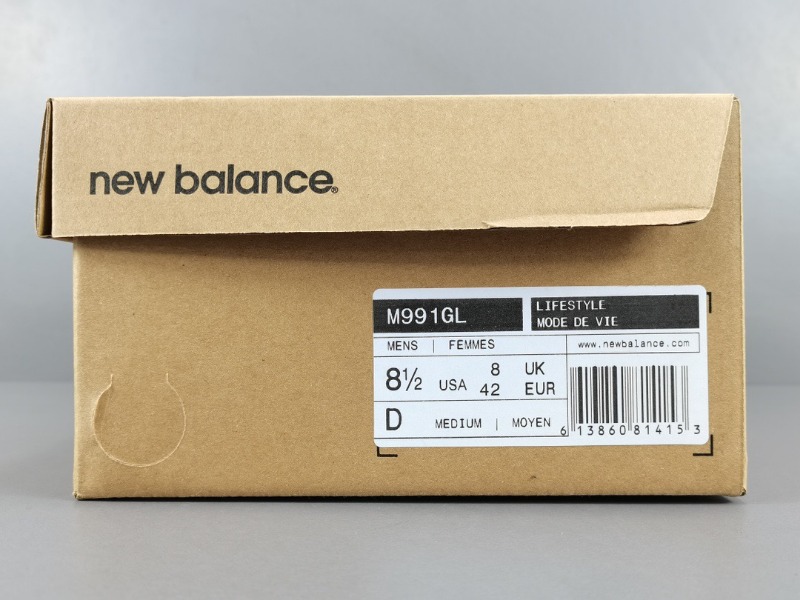 new balance®
M991GL
LIFESTYLE
MODE DE VIE
MENS | FEMMES
www.newbalance.com
8½ USA 8 UK
42 EUR
D MEDIUM | MOYEN
6 13860 81415 3